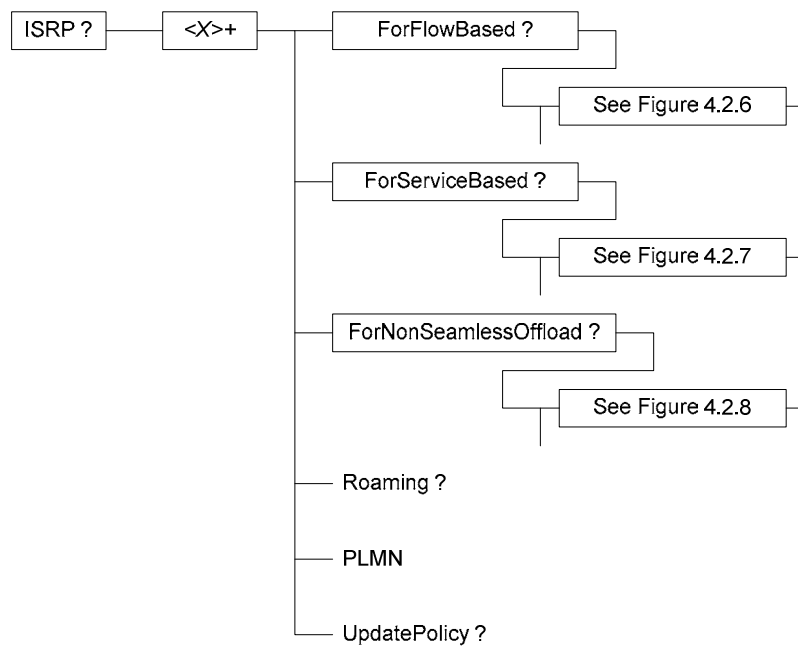 ISRP ?
<X>+
ForFlowBased ?
See Figure 4.2.6
ForServiceBased ?
See Figure 4.2.7
ForNonSeamlessOffload ?
See Figure 4.2.8
Roaming ?
PLMN
UpdatePolicy ?